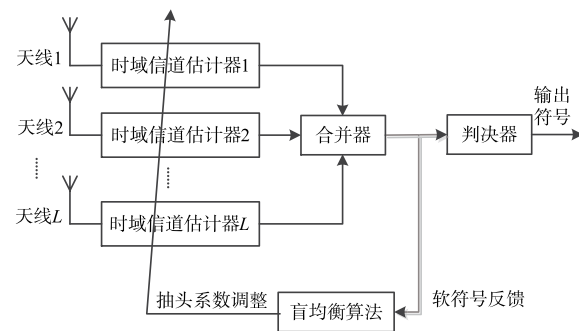 天线1
时域信道估计器1
天线2
时域信道估计器2
合并器
判决器
输出
符号
......
......
天线L
时域信道估计器L
抽头系数调整
盲均衡算法
软符号反馈